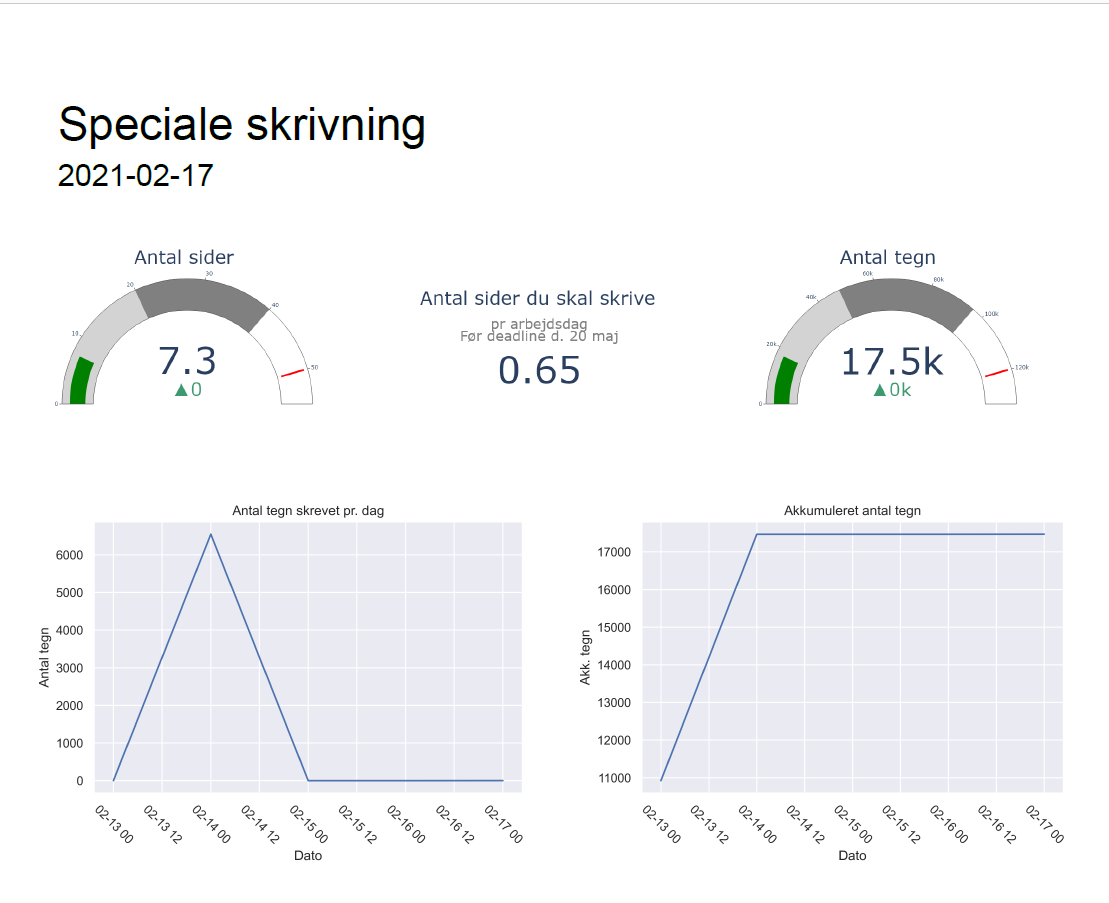 Speciale skrivning
2021-02-17
Antal sider
0
10
20
30
40
50
7.3
▲0
Antal sider du skal skrive
pr arbejdsdag
Før deadline d. 20 maj
0.65
Antal tegn
0
20k
40k
60k
80k
100k
120k
17.5k
▲0k
Antal tegn skrevet pr. dag
Antal tegn
6000
5000
4000
3000
2000
1000
0
02-13 00
02-13 12
02-14 00
02-14 12
02-15 00
02-15 12
02-16 00
02-16 12
02-17 00
Dato
Akkumuleret antal tegn
Akk. tegn
17000
16000
15000
14000
13000
12000
11000
02-13 00
02-13 12
02-14 00
02-14 12
02-15 00
02-15 12
02-16 00
02-16 12
02-17 00
Dato